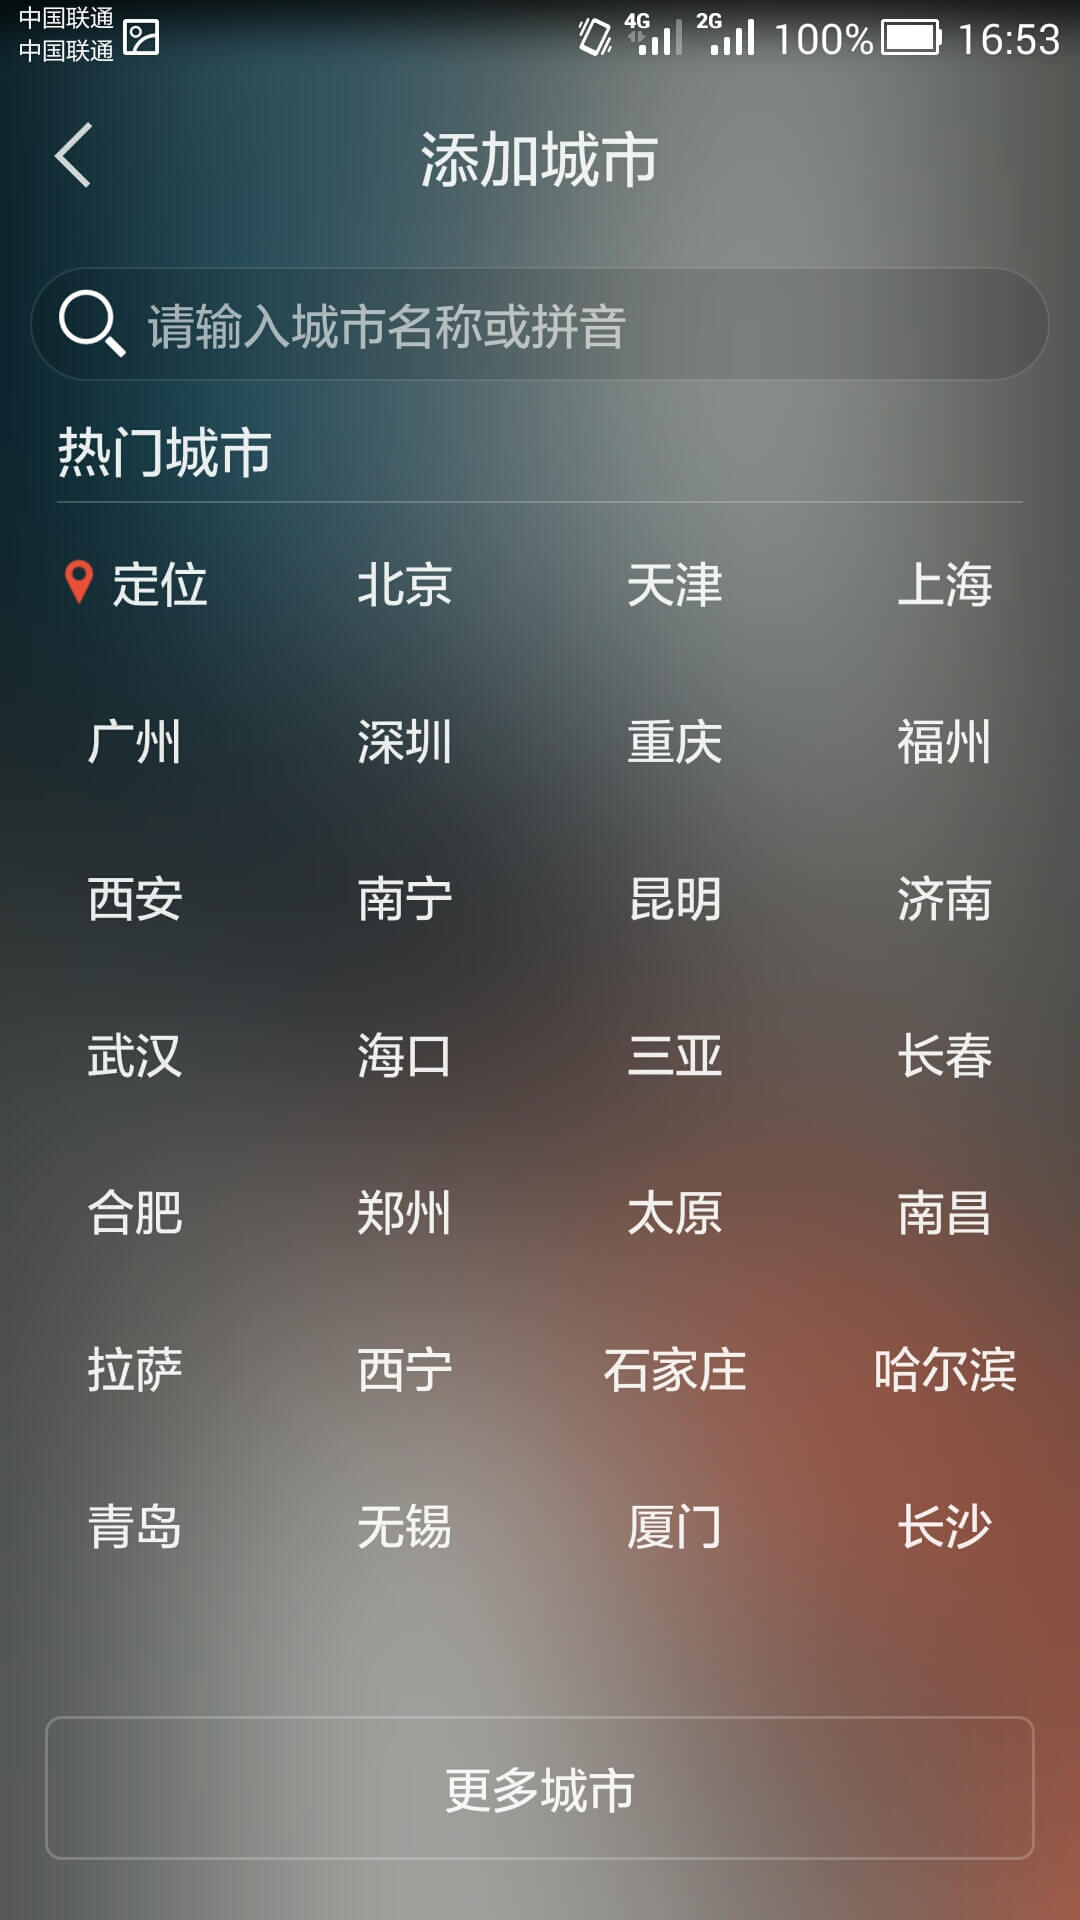 中国联通
中国联通
4G 2G 100% 16:53
添加城市
请输入城市名称或拼音
热门城市
定位 北京 天津 上海
广州 深圳 重庆 福州
西安 南宁 昆明 济南
武汉 海口 三亚 长春
合肥 郑州 太原 南昌
拉萨 西宁 石家庄 哈尔滨
青岛 无锡 厦门 长沙
更多城市